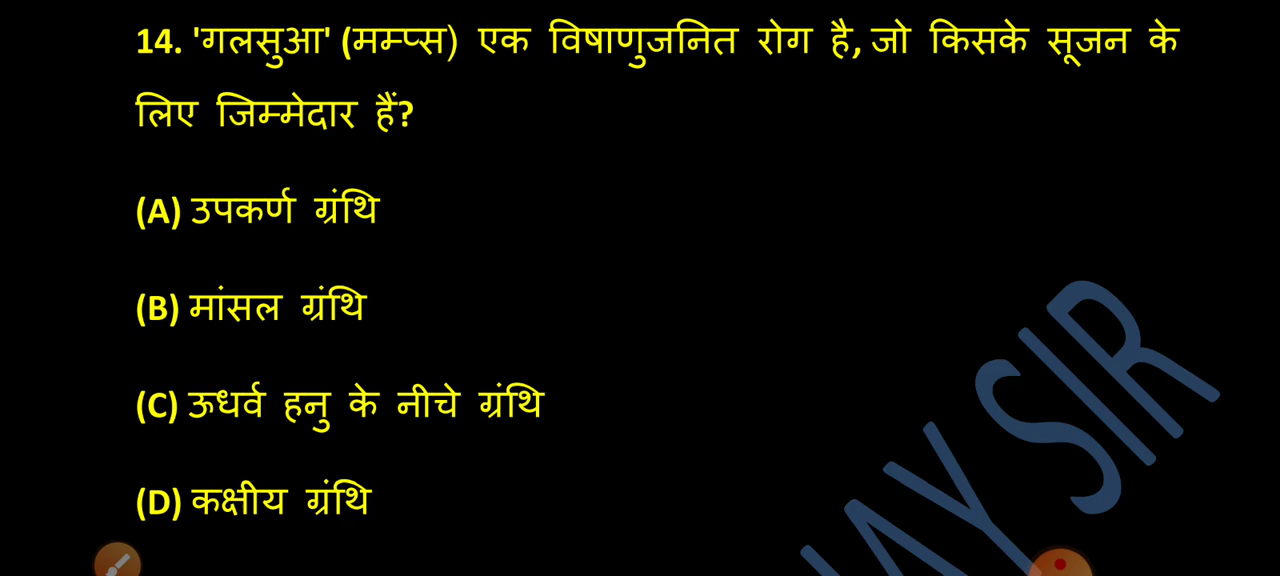 14. 'गलसुआ' (मम्प्स) एक विषाणुजनित रोग है, जो किसके सूजन के
लिए जिम्मेदार हैं?
(A) उपकर्ण ग्रंथि
(B) मांसल ग्रंथि
(C) ऊधर्व हनु के नीचे ग्रंथि
(D) कक्षीय ग्रंथि
SIR